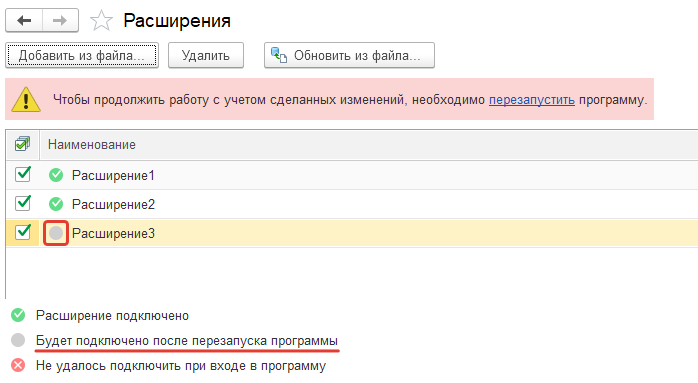 Расширения
Добавить из файла... Удалить Обновить из файла...
Чтобы продолжить работу с учетом сделанных изменений, необходимо перезапустить программу.
Наименование
Расширение1
Расширение2
Расширение3
Расширение подключено
Будет подключено после перезапуска программы
Не удалось подключить при входе в программу